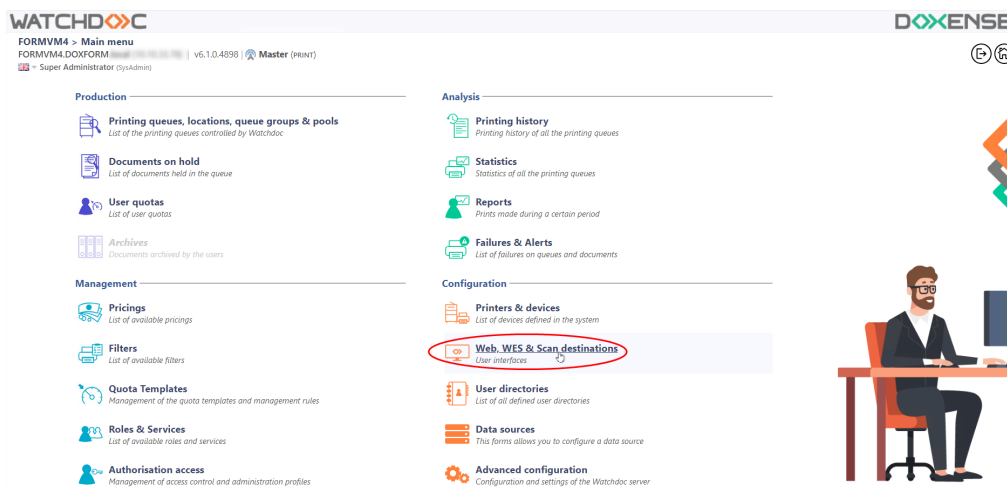 WATCHDOC
DOXENSE
FORMVM4 > Main menu
FORMVM4.DOXFORM | v6.1.0.4898 | Master (PRINT)
Super Administrator (SysAdmin)
Production
Printing queues, locations, queue groups & pools
List of the printing queues controlled by Watchdoc
Documents on hold
List of documents held in the queue
User quotas
List of user quotas
Archives
Documents archived by the users
Analysis
Printing history
Printing history of all the printing queues
Statistics
Statistics of all the printing queues
Reports
Prints made during a certain period
Failures & Alerts
List of failures on queues and documents
Management
Pricings
List of available pricings
Filters
List of available filters
Quota Templates
Management of the quota templates and management rules
Roles & Services
List of available roles and services
Authorisation access
Management of access control and administration profiles
Configuration
Printers & devices
List of devices defined in the system
Web, WES & Scan destinations
User interfaces
User directories
List of all defined user directories
Data sources
This forms allows you to configure a data source
Advanced configuration
Configuration and settings of the Watchdoc server